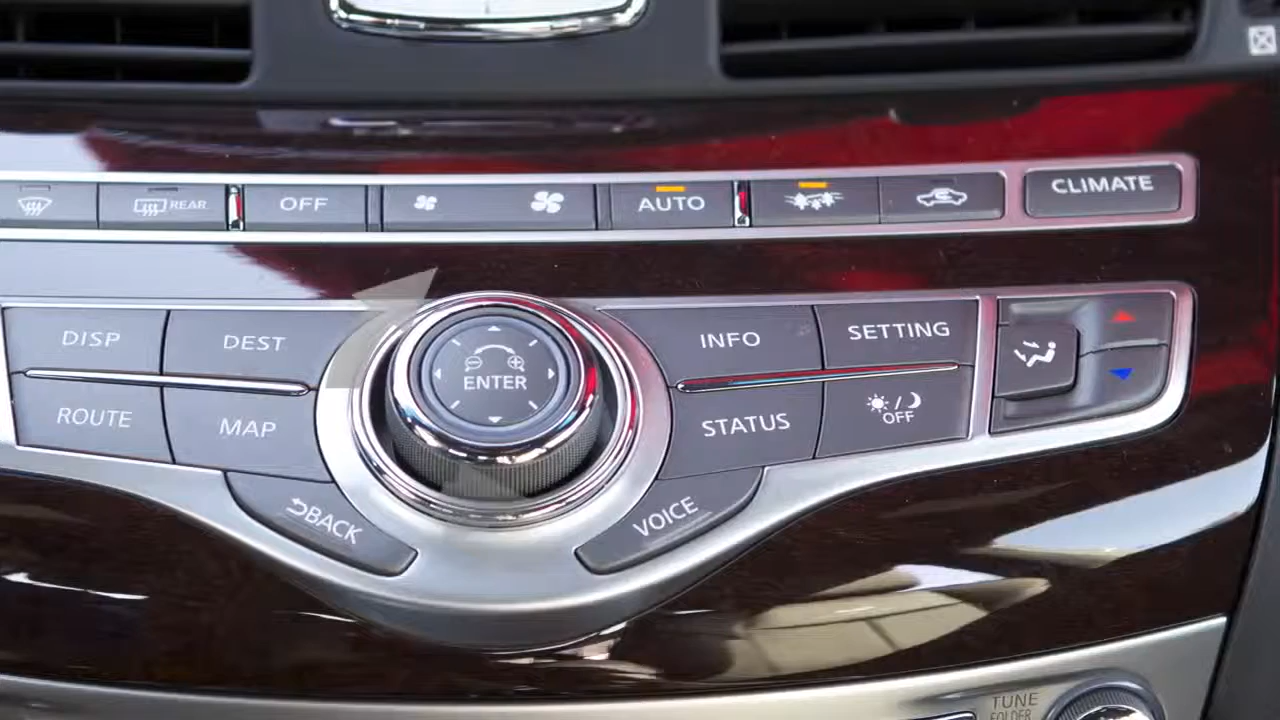 REAR
OFF
AUTO
CLIMATE
DISP
DEST
INFO
SETTING
ENTER
ROUTE
MAP
STATUS
OFF
BACK
VOICE
TUNE
FOLDER